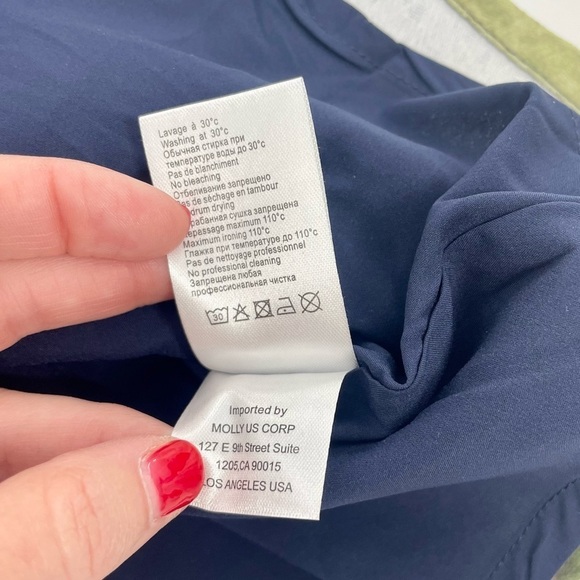 Lavage à 30°c
Washing at 30°c
Обычная стирка при
температуре воды до 30°c
Pas de blanchiment
No bleaching
Отбеливание запрещено
Pas de séchage en tambour
drum drying
сушка запрещена
maximum 110°c
Maximum ironing 110°c
Глажка при температуре до 110°c
Pas de nettoyage professionnel
No professional cleaning
Запрещена любая
профессиональная чистка
30
Imported by
MOLLY US CORP
127 E 9th Street Suite
1205,CA 90015
LOS ANGELES USA